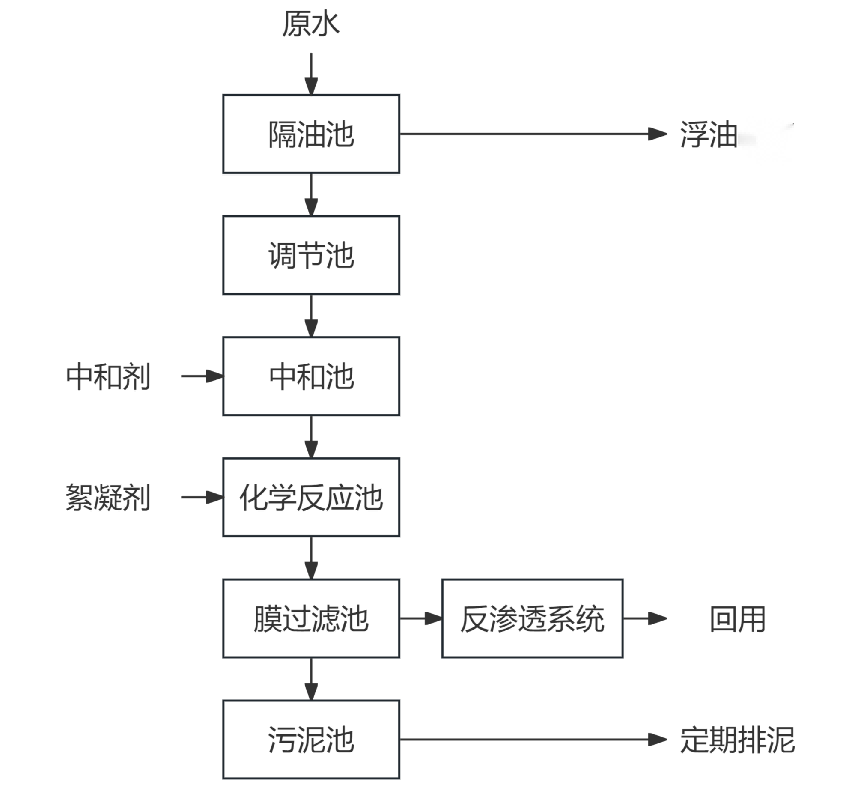 原水
隔油池
浮油
调节池
中和剂
中和池
絮凝剂
化学反应池
膜过滤池
反渗透系统
回用
污泥池
定期排泥